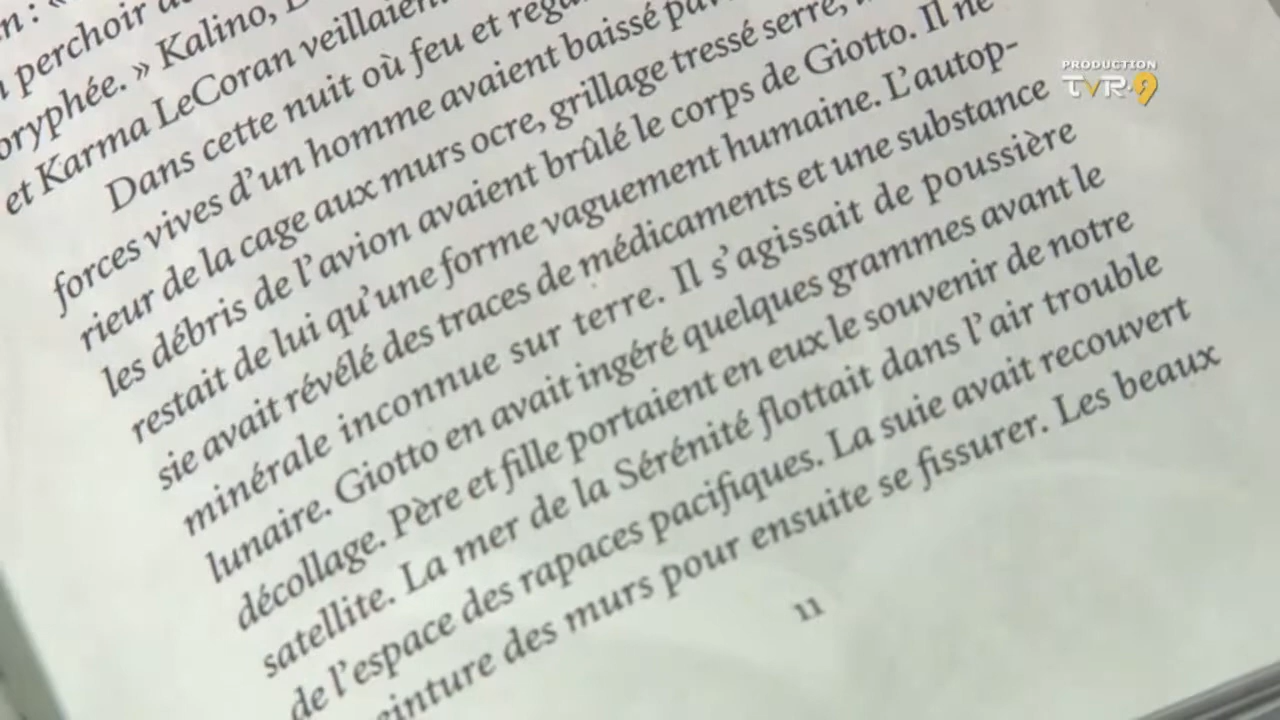 n : «
perchoir
oryphée. » Kalino,
et Karma LeCoran veillaient
Dans cette nuit où feu et
forces vives d’un homme avaient baissé
rieur de la cage aux murs ocre, grillage tressé serré,
les débris de l’avion avaient brûlé le corps de Giotto. Il ne
restait de lui qu’une forme vaguement humaine. L’autop-
sie avait révélé des traces de médicaments et une substance
minérale inconnue sur terre. Il s’agissait de poussière
lunaire. Giotto en avait ingéré quelques grammes avant le
décollage. Père et fille portaient en eux le souvenir de notre
satellite. La mer de la Sérénité flottait dans l’air trouble
de l’espace des rapaces pacifiques. La suie avait recouvert
einture des murs pour ensuite se fissurer. Les beaux
11
PRODUCTION
TVR9